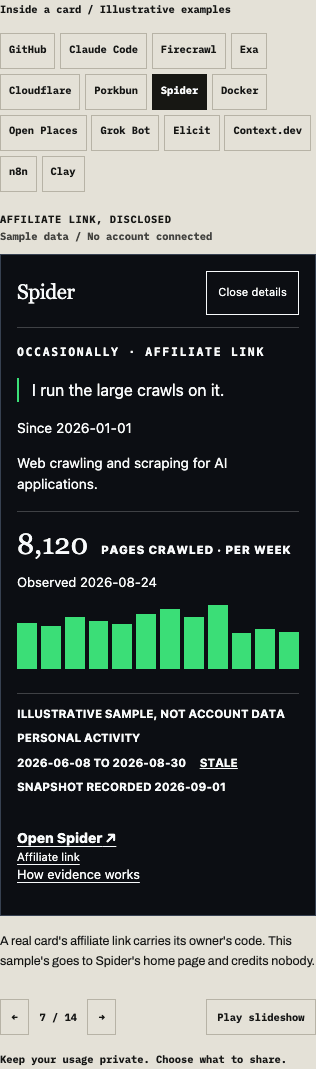 Inside a card / Illustrative examples
GitHub Claude Code Firecrawl Exa
Cloudflare Porkbun Spider Docker
Open Places Grok Bot Elicit Context.dev
n8n Clay
AFFILIATE LINK, DISCLOSED
Sample data / No account connected
Spider Close details
OCCASIONALLY · AFFILIATE LINK
I run the large crawls on it.
Since 2026-01-01
Web crawling and scraping for AI
applications.
8,120 PAGES CRAWLED · PER WEEK
Observed 2026-08-24
ILLUSTRATIVE SAMPLE, NOT ACCOUNT DATA
PERSONAL ACTIVITY
2026-06-08 TO 2026-08-30 STALE
SNAPSHOT RECORDED 2026-09-01
Open Spider ↗
Affiliate link
How evidence works
A real card's affiliate link carries its owner's code. This
sample's goes to Spider's home page and credits nobody.
← 7 / 14 → Play slideshow
Keep your usage private. Choose what to share.